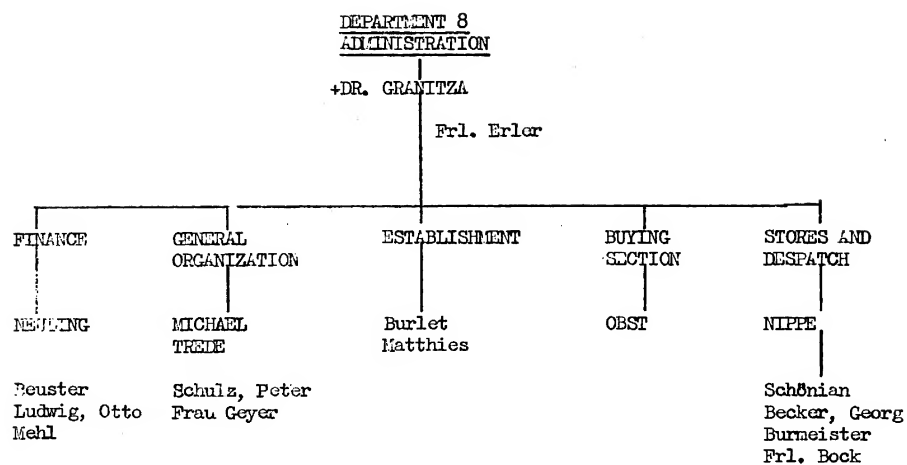 DEPARTMENT 8
ADMINISTRATION
+DR. GRANITZA
Frl. Erler
FINANCE
GENERAL
ORGANIZATION
ESTABLISHMENT
BUYING
SECTION
STORES AND
DESPATCH
MICHAEL
TREDE
Burlet
Matthies
OBST
NIPPE
Ludwig, Otto
Mehl
Schulz, Peter
Frau Geyer
Schönian
Becker, Georg
Burmeister
Frl. Bock